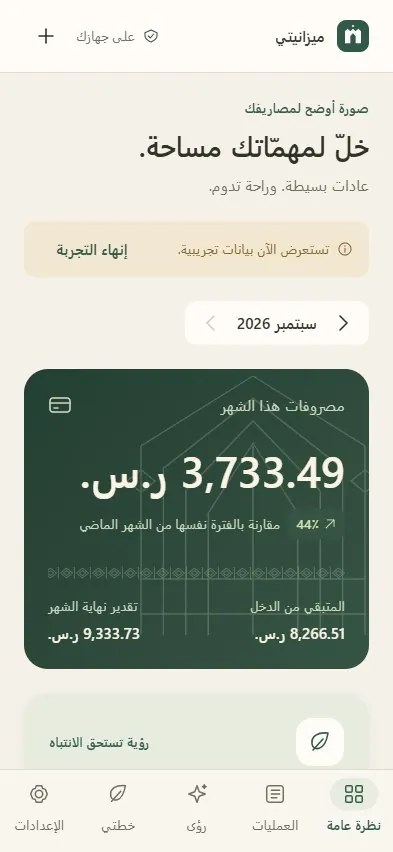 ميزانيتي
على جهازك
صورة أوضح لمصاريفك
خلّ لمهمّاتك مساحة.
عادات بسيطة. وراحة تدوم.
تستعرض الآن بيانات تجريبية.
إنهاء التجربة
سبتمبر 2026
مصروفات هذا الشهر
3,733.49 ر.س.
44٪ مقارنة بالفترة نفسها من الشهر الماضي
المتبقي من الدخل
8,266.51 ر.س.
تقدير نهاية الشهر
9,333.73 ر.س.
رؤية تستحق الانتباه
نظرة عامة
العمليات
رؤى
خطتي
الإعدادات